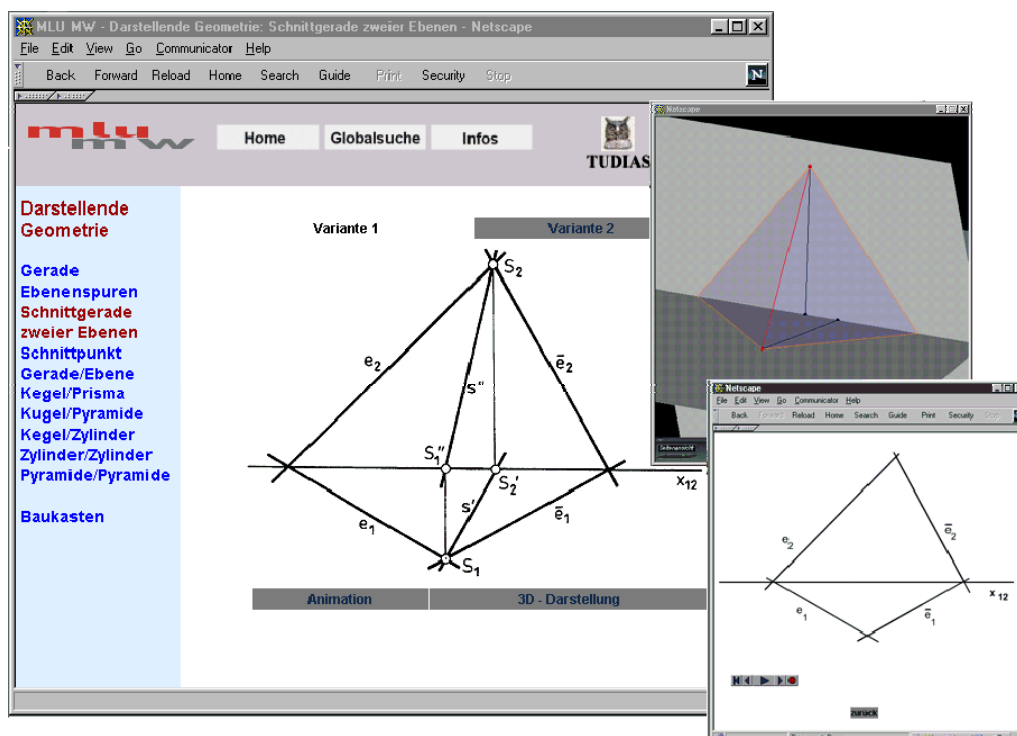 MLU MW - Darstellende Geometrie: Schnittgerade zweier Ebenen - Netscape
File Edit View Go Communicator Help
Back Forward Reload Home Search Guide Print Security Stop
N
mlu mw
Home Globalsuche Infos
TUDIAS
Darstellende
Geometrie
Gerade
Ebenenspuren
Schnittgerade
zweier Ebenen
Schnittpunkt
Gerade/Ebene
Kegel/Prisma
Kugel/Pyramide
Kegel/Zylinder
Zylinder/Zylinder
Pyramide/Pyramide
Baukasten
Variante 1 Variante 2
S₂
e₂ ē₂
s"
S₁" S₂' x₁₂
s'
e₁ ē₁
S₁
Animation 3D - Darstellung
Netscape
Seitenansicht
Netscape
File Edit View Go Communicator Help
Back Forward Reload Home Search Guide Print Security Stop
e₂ ē₂
x₁₂
e₁ ē₁
zurück